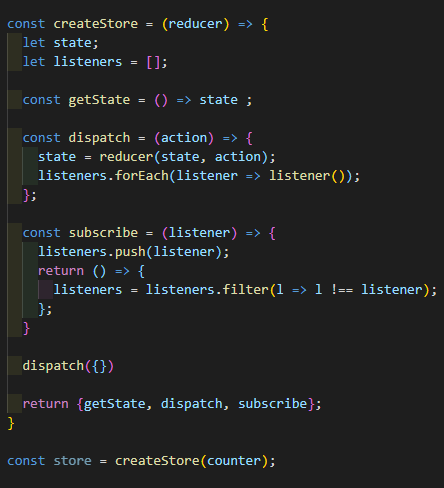 const createStore = (reducer) => {
  let state;
  let listeners = [];

  const getState = () => state ;

  const dispatch = (action) => {
    state = reducer(state, action);
    listeners.forEach(listener => listener());
  };

  const subscribe = (listener) => {
    listeners.push(listener);
    return () => {
      listeners = listeners.filter(l => l !== listener);
    };
  }

  dispatch({})

  return {getState, dispatch, subscribe};
}

const store = createStore(counter);